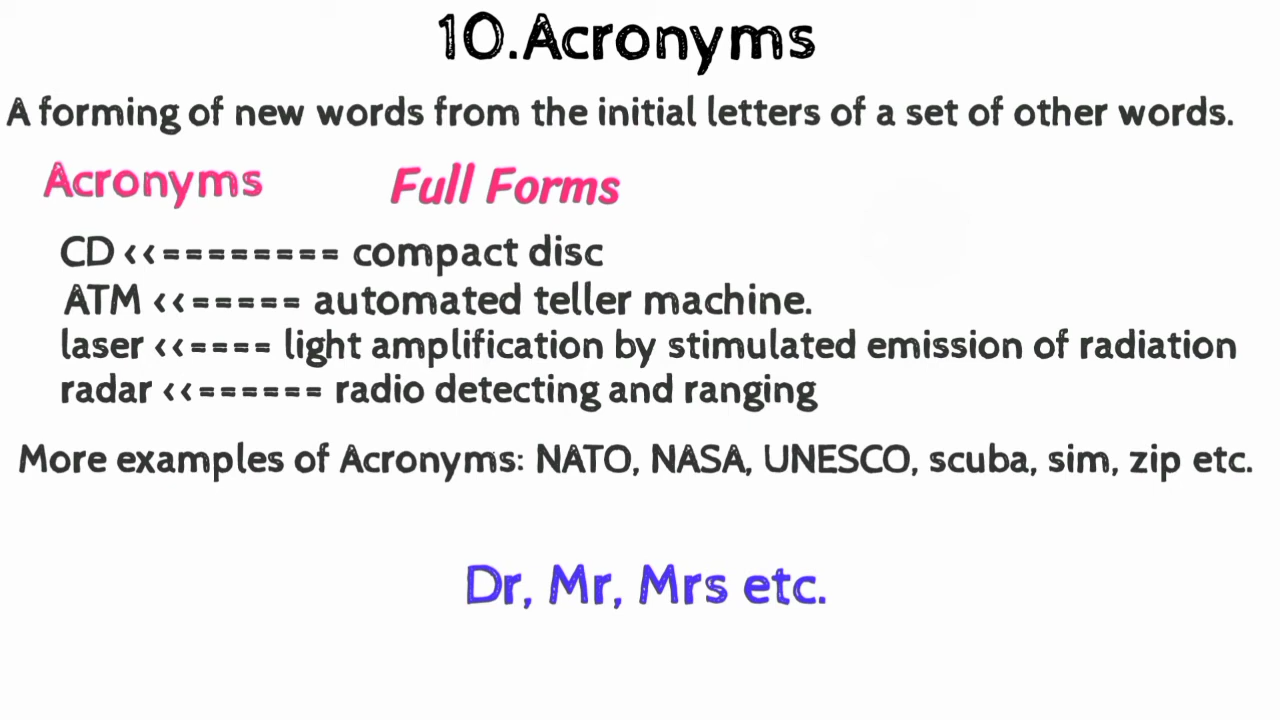 10.Acronyms
A forming of new words from the initial letters of a set of other words.
Acronyms Full Forms
CD <<======== compact disc
ATM <<===== automated teller machine.
laser <<==== light amplification by stimulated emission of radiation
radar <<====== radio detecting and ranging
More examples of Acronyms: NATO, NASA, UNESCO, scuba, sim, zip etc.
Dr, Mr, Mrs etc.